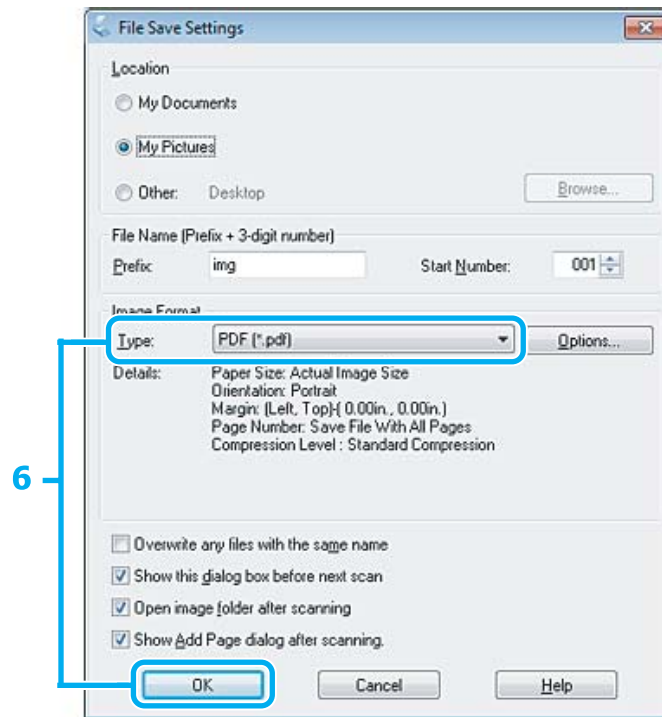 File Save Settings
Location
My Documents
My Pictures
Other: Desktop Browse...
File Name (Prefix + 3-digit number)
Prefix: img Start Number: 001
Image Format
Type: PDF (*.pdf) Options...
Details: Paper Size: Actual Image Size
Orientation: Portrait
Margin: (Left, Top)-( 0.00in., 0.00in.)
Page Number: Save File With All Pages
Compression Level : Standard Compression
6
Overwrite any files with the same name
Show this dialog box before next scan
Open image folder after scanning
Show Add Page dialog after scanning.
OK Cancel Help